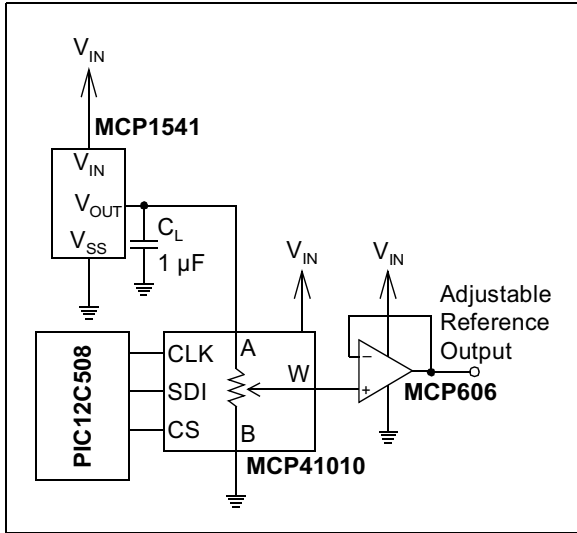 V_IN
MCP1541
V_IN
V_OUT
V_SS
C_L
1 µF
V_IN
V_IN
Adjustable
Reference
Output
PIC12C508
CLK
SDI
CS
A
W
B
−
+
MCP606
MCP41010